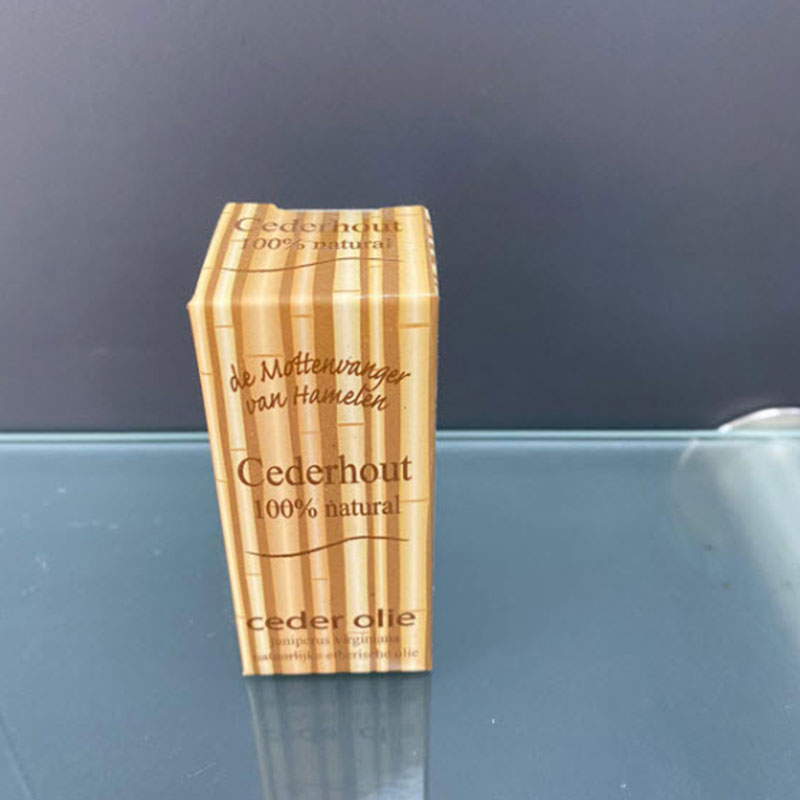 Cederhout
100% natural
de Mottenvanger
van Hamelen
Cederhout
100% natural
ceder olie
juniperus virginiana
natuurlijke etherische olie